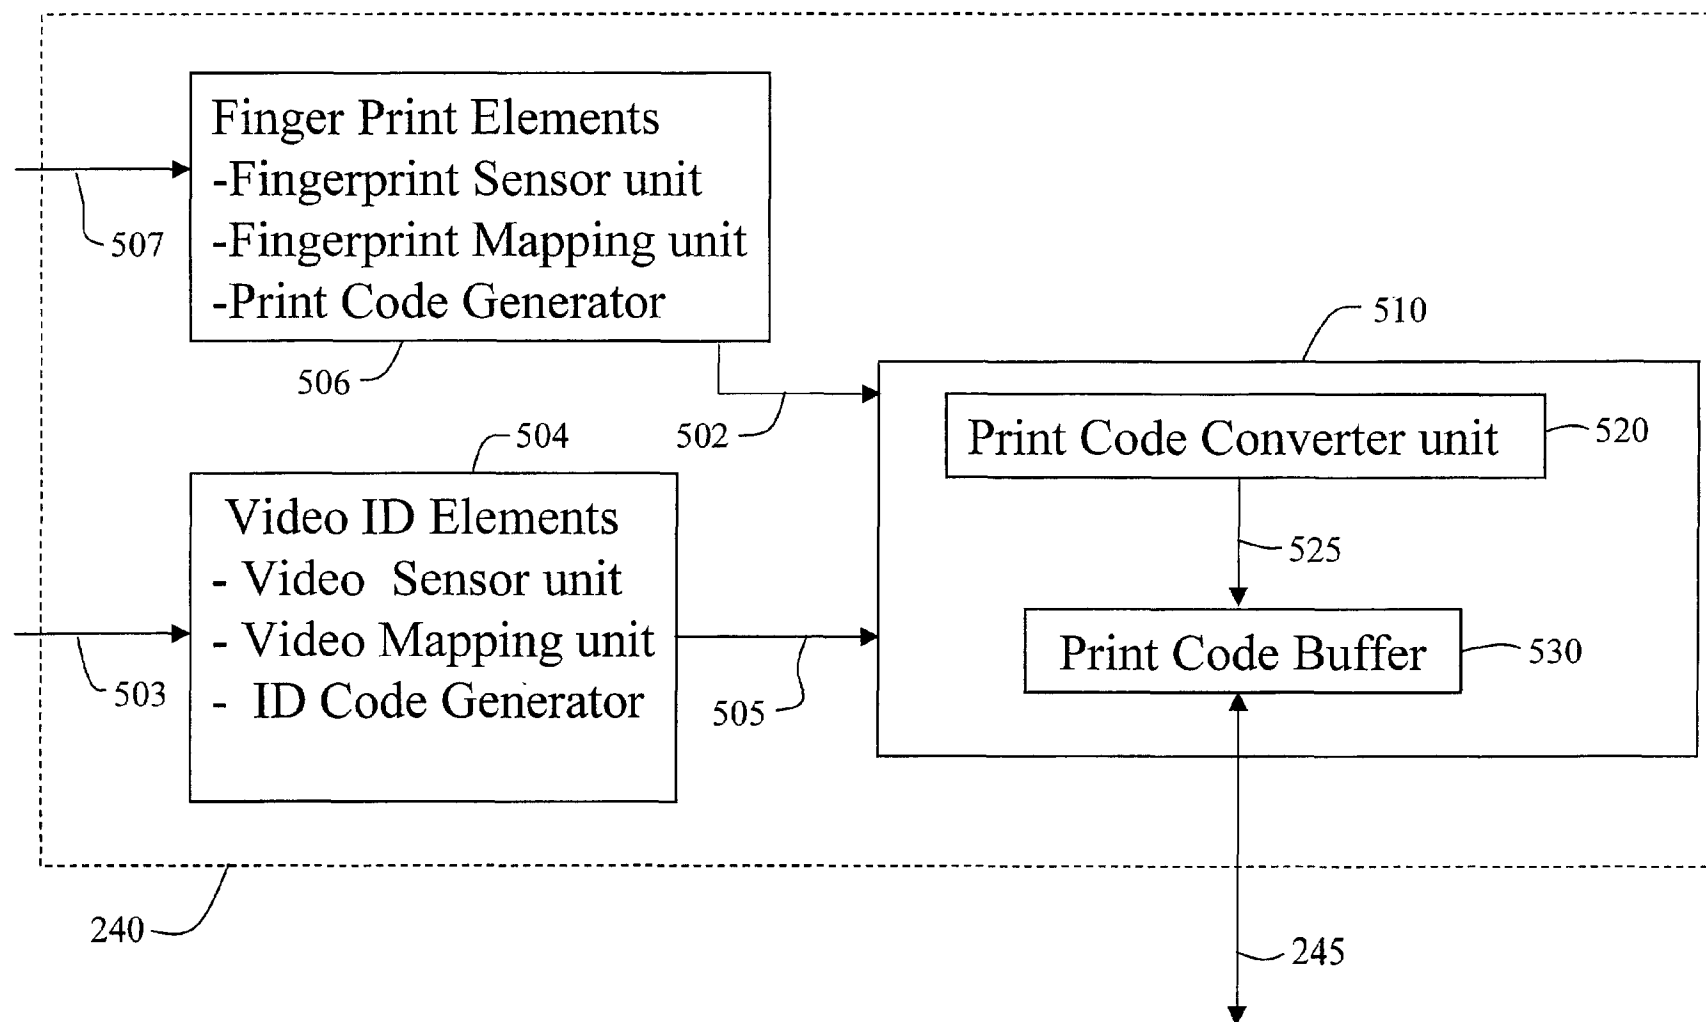 Finger Print Elements
-Fingerprint Sensor unit
-Fingerprint Mapping unit
-Print Code Generator
507
506
502
510
Print Code Converter unit
520
525
Print Code Buffer
530
504
Video ID Elements
- Video Sensor unit
- Video Mapping unit
- ID Code Generator
503
505
240
245